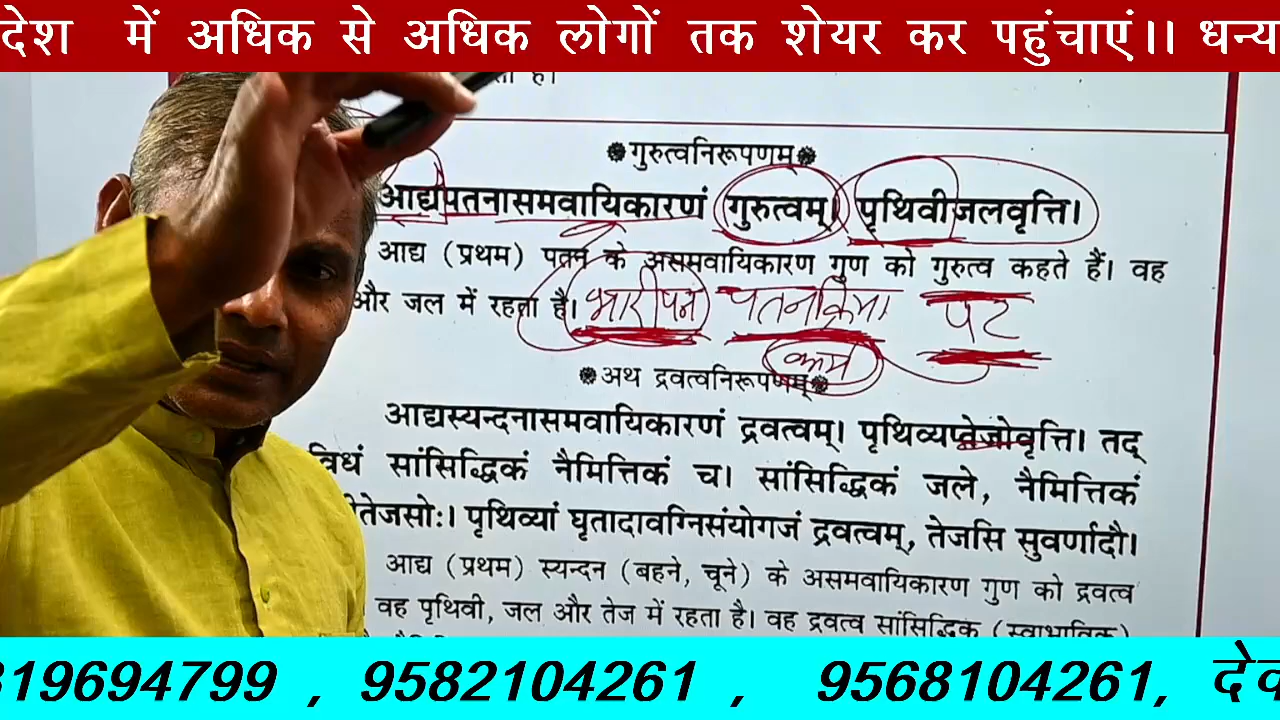 देश में अधिक से अधिक लोगों तक शेयर कर पहुंचाएं।। धन्य
है।
गुरुत्वनिरूपणम्
आद्यपतनासमवायिकारणं गुरुत्वम्। पृथिवीजलवृत्ति।
आद्य (प्रथम) पतन के असमवायिकारण गुण को गुरुत्व कहते हैं। वह
और जल में रहता है। भारीपन पतनक्रिया पट
कर्म
अथ द्रवत्वनिरूपणम्
आद्यस्यन्दनासमवायिकारणं द्रवत्वम्। पृथिव्यप्तेजोवृत्ति। तद्
विधं सांसिद्धिकं नैमित्तिकं च। सांसिद्धिकं जले, नैमित्तिकं
तेजसोः। पृथिव्यां घृतादावग्निसंयोगजं द्रवत्वम्, तेजसि सुवर्णादौ।
आद्य (प्रथम) स्यन्दन (बहने, चूने) के असमवायिकारण गुण को द्रवत्व
वह पृथिवी, जल और तेज में रहता है। वह द्रवत्व सांसिद्धिक (स्वाभाविक)
819694799 , 9582104261 , 9568104261, देव